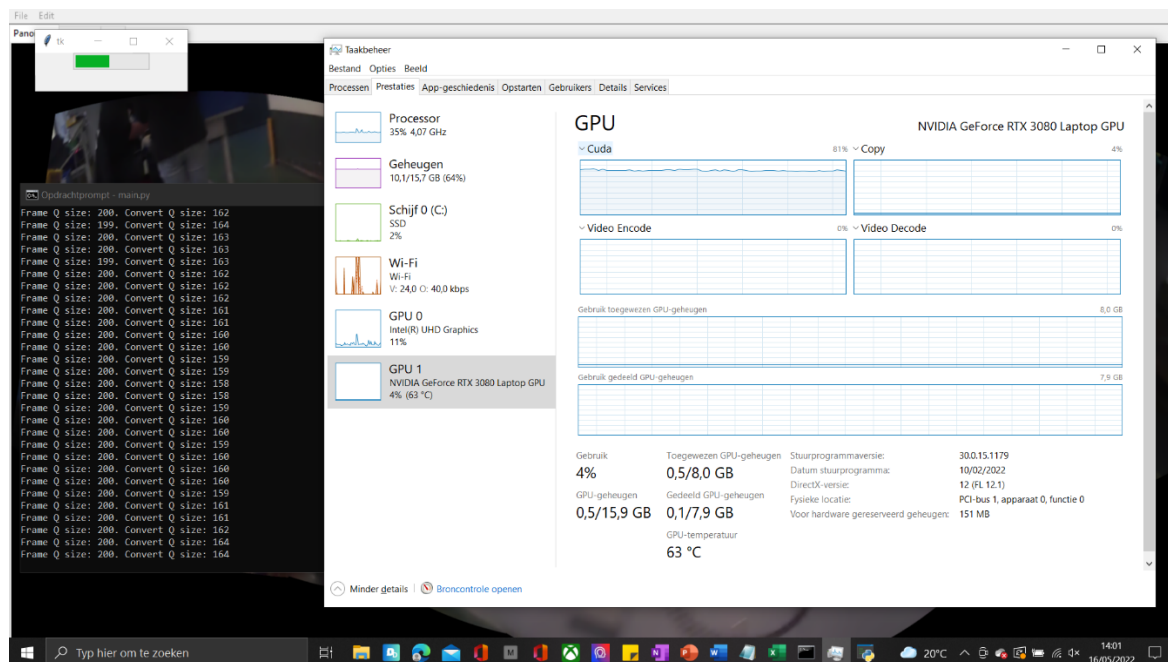 File Edit
Pano
tk
Opdrachtprompt - main.py
Frame Q size: 200. Convert Q size: 162
Frame Q size: 199. Convert Q size: 164
Frame Q size: 200. Convert Q size: 163
Frame Q size: 200. Convert Q size: 163
Frame Q size: 199. Convert Q size: 163
Frame Q size: 200. Convert Q size: 162
Frame Q size: 200. Convert Q size: 162
Frame Q size: 200. Convert Q size: 162
Frame Q size: 200. Convert Q size: 161
Frame Q size: 200. Convert Q size: 161
Frame Q size: 200. Convert Q size: 160
Frame Q size: 200. Convert Q size: 160
Frame Q size: 200. Convert Q size: 159
Frame Q size: 200. Convert Q size: 159
Frame Q size: 200. Convert Q size: 158
Frame Q size: 200. Convert Q size: 158
Frame Q size: 200. Convert Q size: 159
Frame Q size: 200. Convert Q size: 160
Frame Q size: 200. Convert Q size: 160
Frame Q size: 200. Convert Q size: 159
Frame Q size: 200. Convert Q size: 160
Frame Q size: 200. Convert Q size: 160
Frame Q size: 200. Convert Q size: 160
Frame Q size: 200. Convert Q size: 159
Frame Q size: 200. Convert Q size: 161
Frame Q size: 200. Convert Q size: 161
Frame Q size: 200. Convert Q size: 162
Frame Q size: 200. Convert Q size: 164
Frame Q size: 200. Convert Q size: 164
Taakbeheer
Bestand Opties Beeld
Processen Prestaties App-geschiedenis Opstarten Gebruikers Details Services
Processor
35% 4,07 GHz
Geheugen
10,1/15,7 GB (64%)
Schijf 0 (C:)
SSD
2%
Wi-Fi
Wi-Fi
V: 24,0 O: 40,0 kbps
GPU 0
Intel(R) UHD Graphics
11%
GPU 1
NVIDIA GeForce RTX 3080 Laptop GPU
4% (63 °C)
GPU NVIDIA GeForce RTX 3080 Laptop GPU
Cuda 81% Copy 4%
Video Encode 0% Video Decode 0%
Gebruik toegewezen GPU-geheugen 8,0 GB
Gebruik gedeeld GPU-geheugen 7,9 GB
Gebruik
4%
Toegewezen GPU-geheugen
0,5/8,0 GB
GPU-geheugen
0,5/15,9 GB
Gedeeld GPU-geheugen
0,1/7,9 GB
GPU-temperatuur
63 °C
Stuurprogrammaversie: 30.0.15.1179
Datum stuurprogramma: 10/02/2022
DirectX-versie: 12 (FL 12.1)
Fysieke locatie: PCI-bus 1, apparaat 0, functie 0
Voor hardware gereserveerd geheugen: 151 MB
Minder details Broncontrole openen
Typ hier om te zoeken
20°C
14:01
16/05/2022